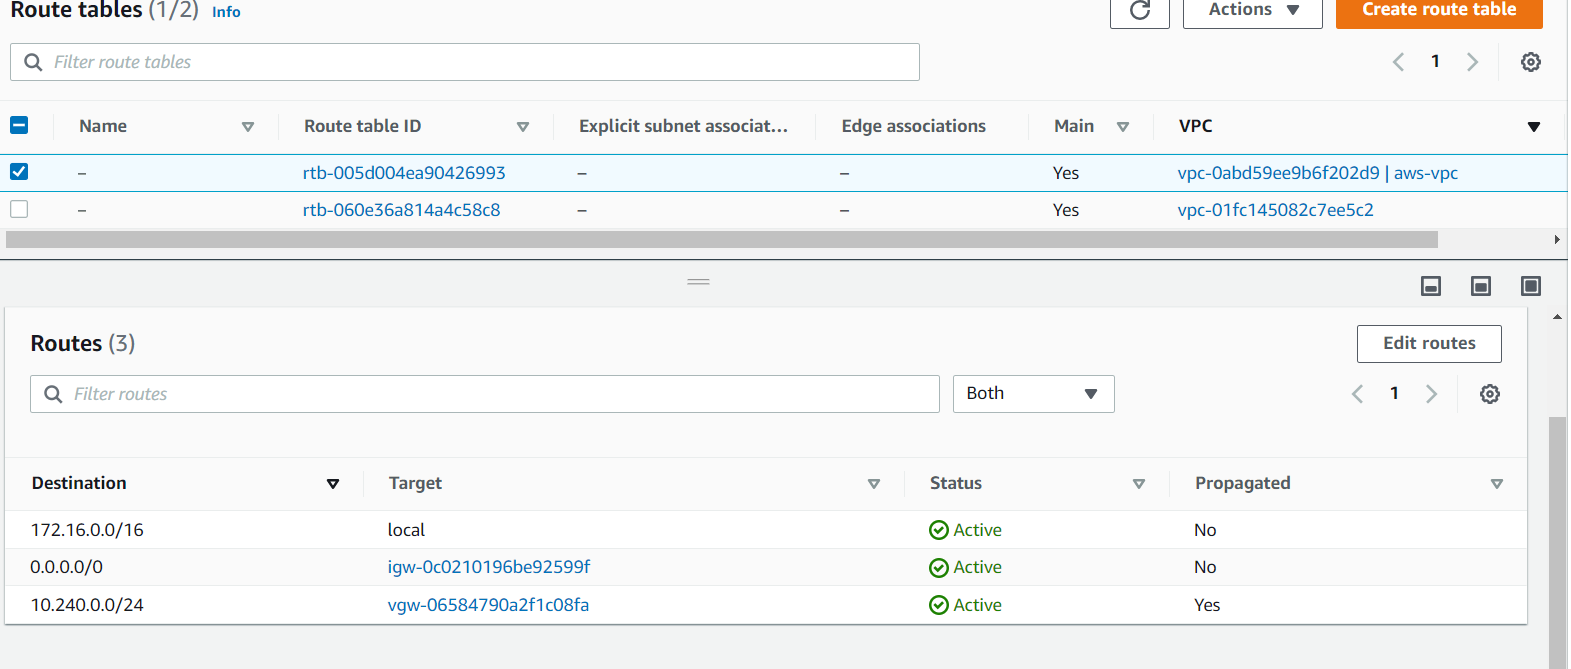 Route tables (1/2) Info Actions Create route table
Filter route tables 1
Name Route table ID Explicit subnet associat... Edge associations Main VPC
– rtb-005d004ea90426993 – – Yes vpc-0abd59ee9b6f202d9 | aws-vpc
– rtb-060e36a814a4c58c8 – – Yes vpc-01fc145082c7ee5c2
Routes (3) Edit routes
Filter routes Both 1
Destination Target Status Propagated
172.16.0.0/16 local Active No
0.0.0.0/0 igw-0c0210196be92599f Active No
10.240.0.0/24 vgw-06584790a2f1c08fa Active Yes